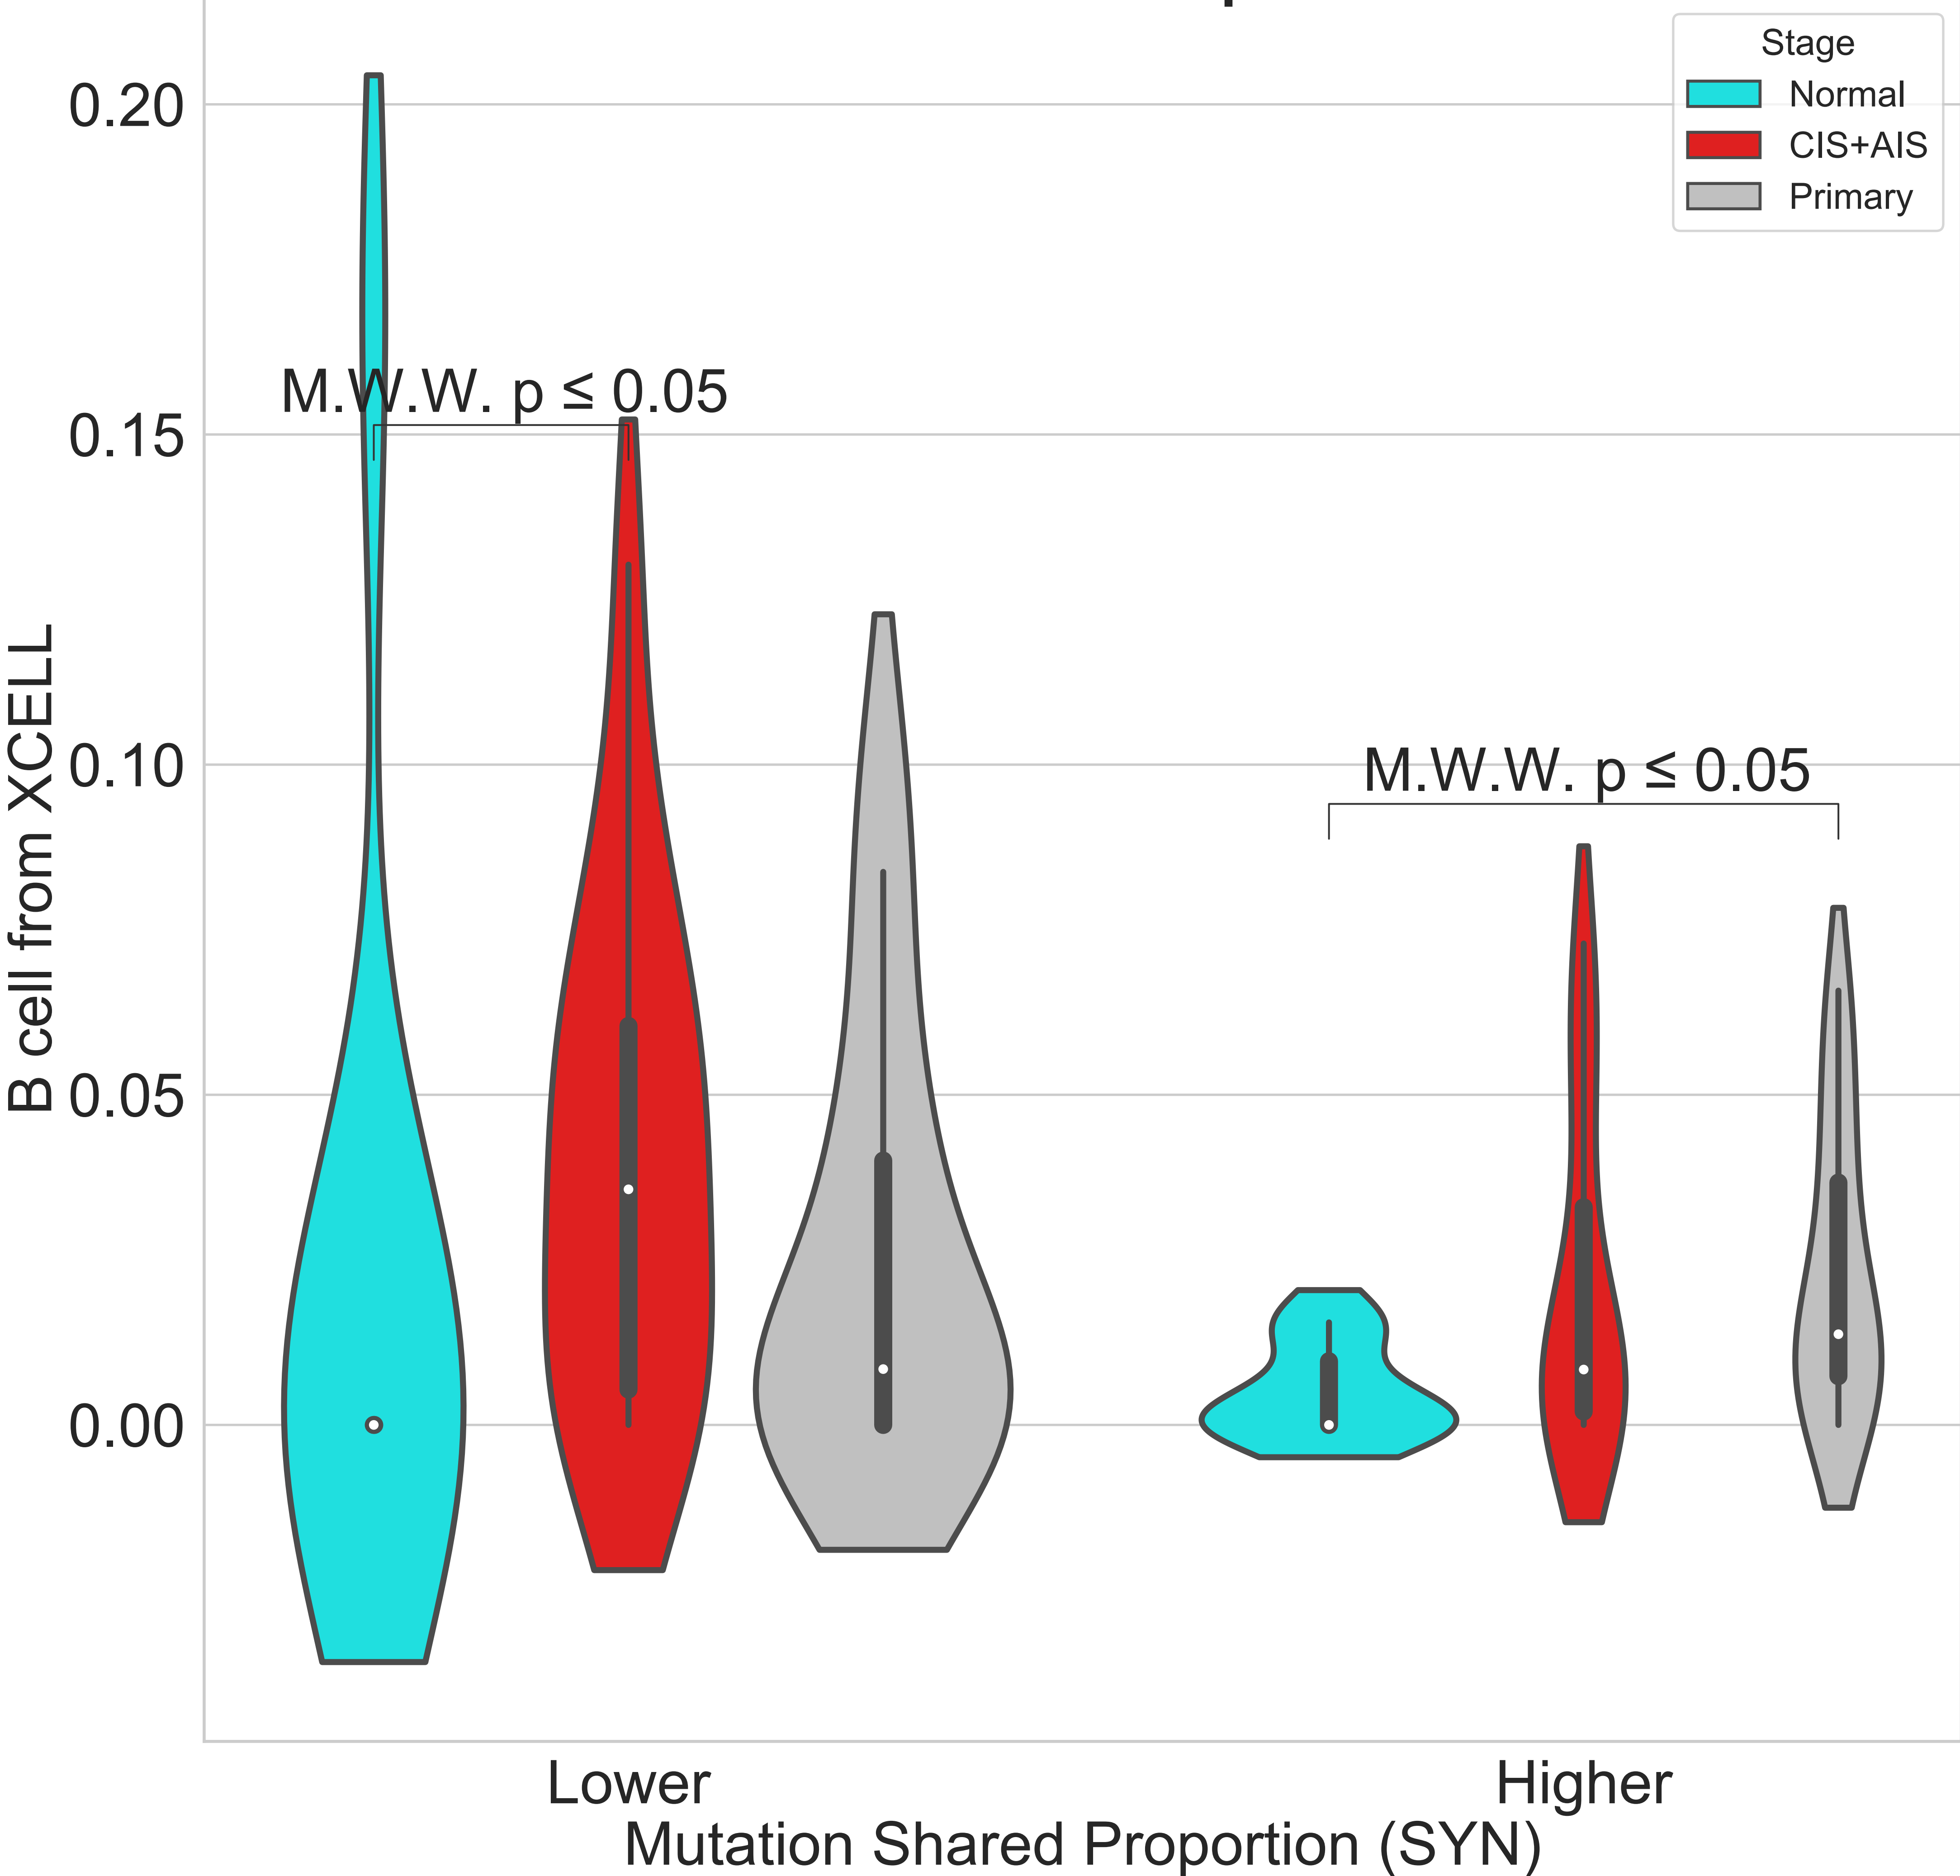 Stage
Normal
CIS+AIS
Primary
0.20
0.15
0.10
0.05
0.00
B cell from XCELL
M.W.W. p ≤ 0.05
M.W.W. p ≤ 0.05
Lower
Higher
Mutation Shared Proportion (SYN)